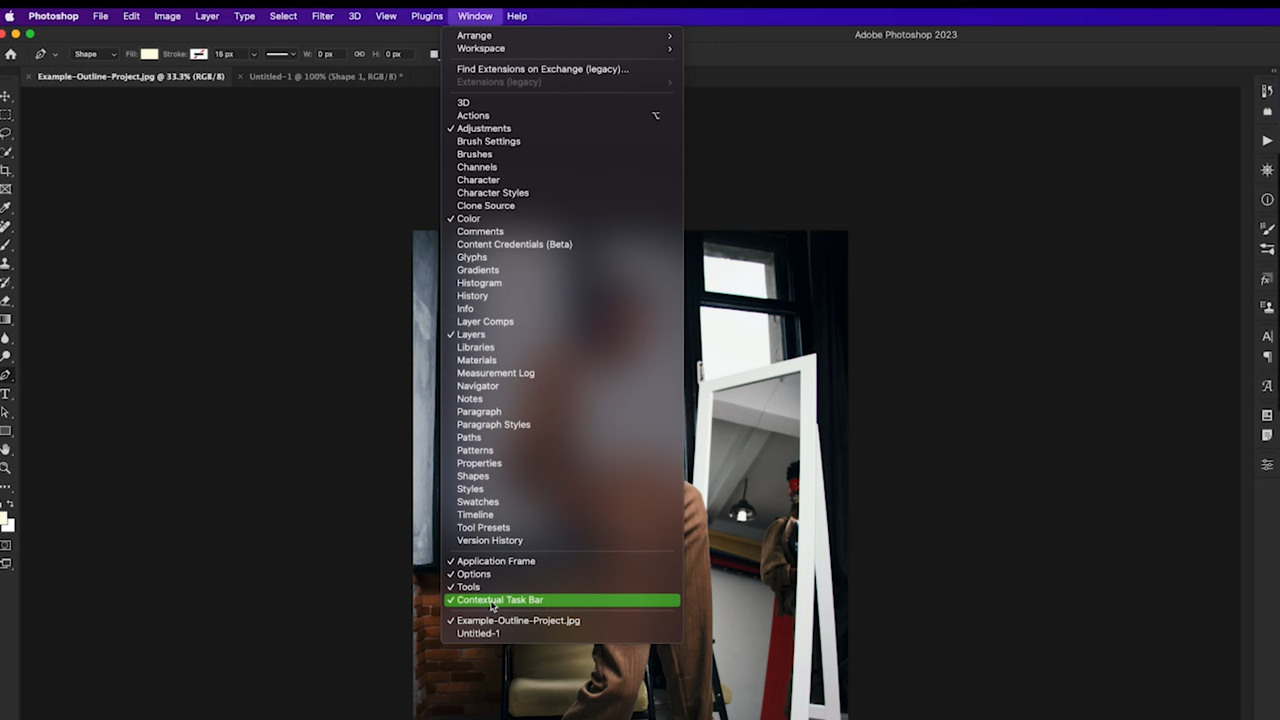 Photoshop File Edit Image Layer Type Select Filter 3D View Plugins Window Help
Adobe Photoshop 2023
Shape Fill: Stroke: 15 px W: 0 px H: 0 px
× Example-Outline-Project.jpg @ 33.3% (RGB/8) × Untitled-1 @ 100% (Shape 1, RGB/8) *
Arrange
Workspace
Find Extensions on Exchange (legacy)...
Extensions (legacy)
3D
Actions
✓ Adjustments
Brush Settings
Brushes
Channels
Character
Character Styles
Clone Source
✓ Color
Comments
Content Credentials (Beta)
Glyphs
Gradients
Histogram
History
Info
Layer Comps
✓ Layers
Libraries
Materials
Measurement Log
Navigator
Notes
Paragraph
Paragraph Styles
Paths
Patterns
Properties
Shapes
Styles
Swatches
Timeline
Tool Presets
Version History
✓ Application Frame
✓ Options
✓ Tools
✓ Contextual Task Bar
✓ Example-Outline-Project.jpg
Untitled-1